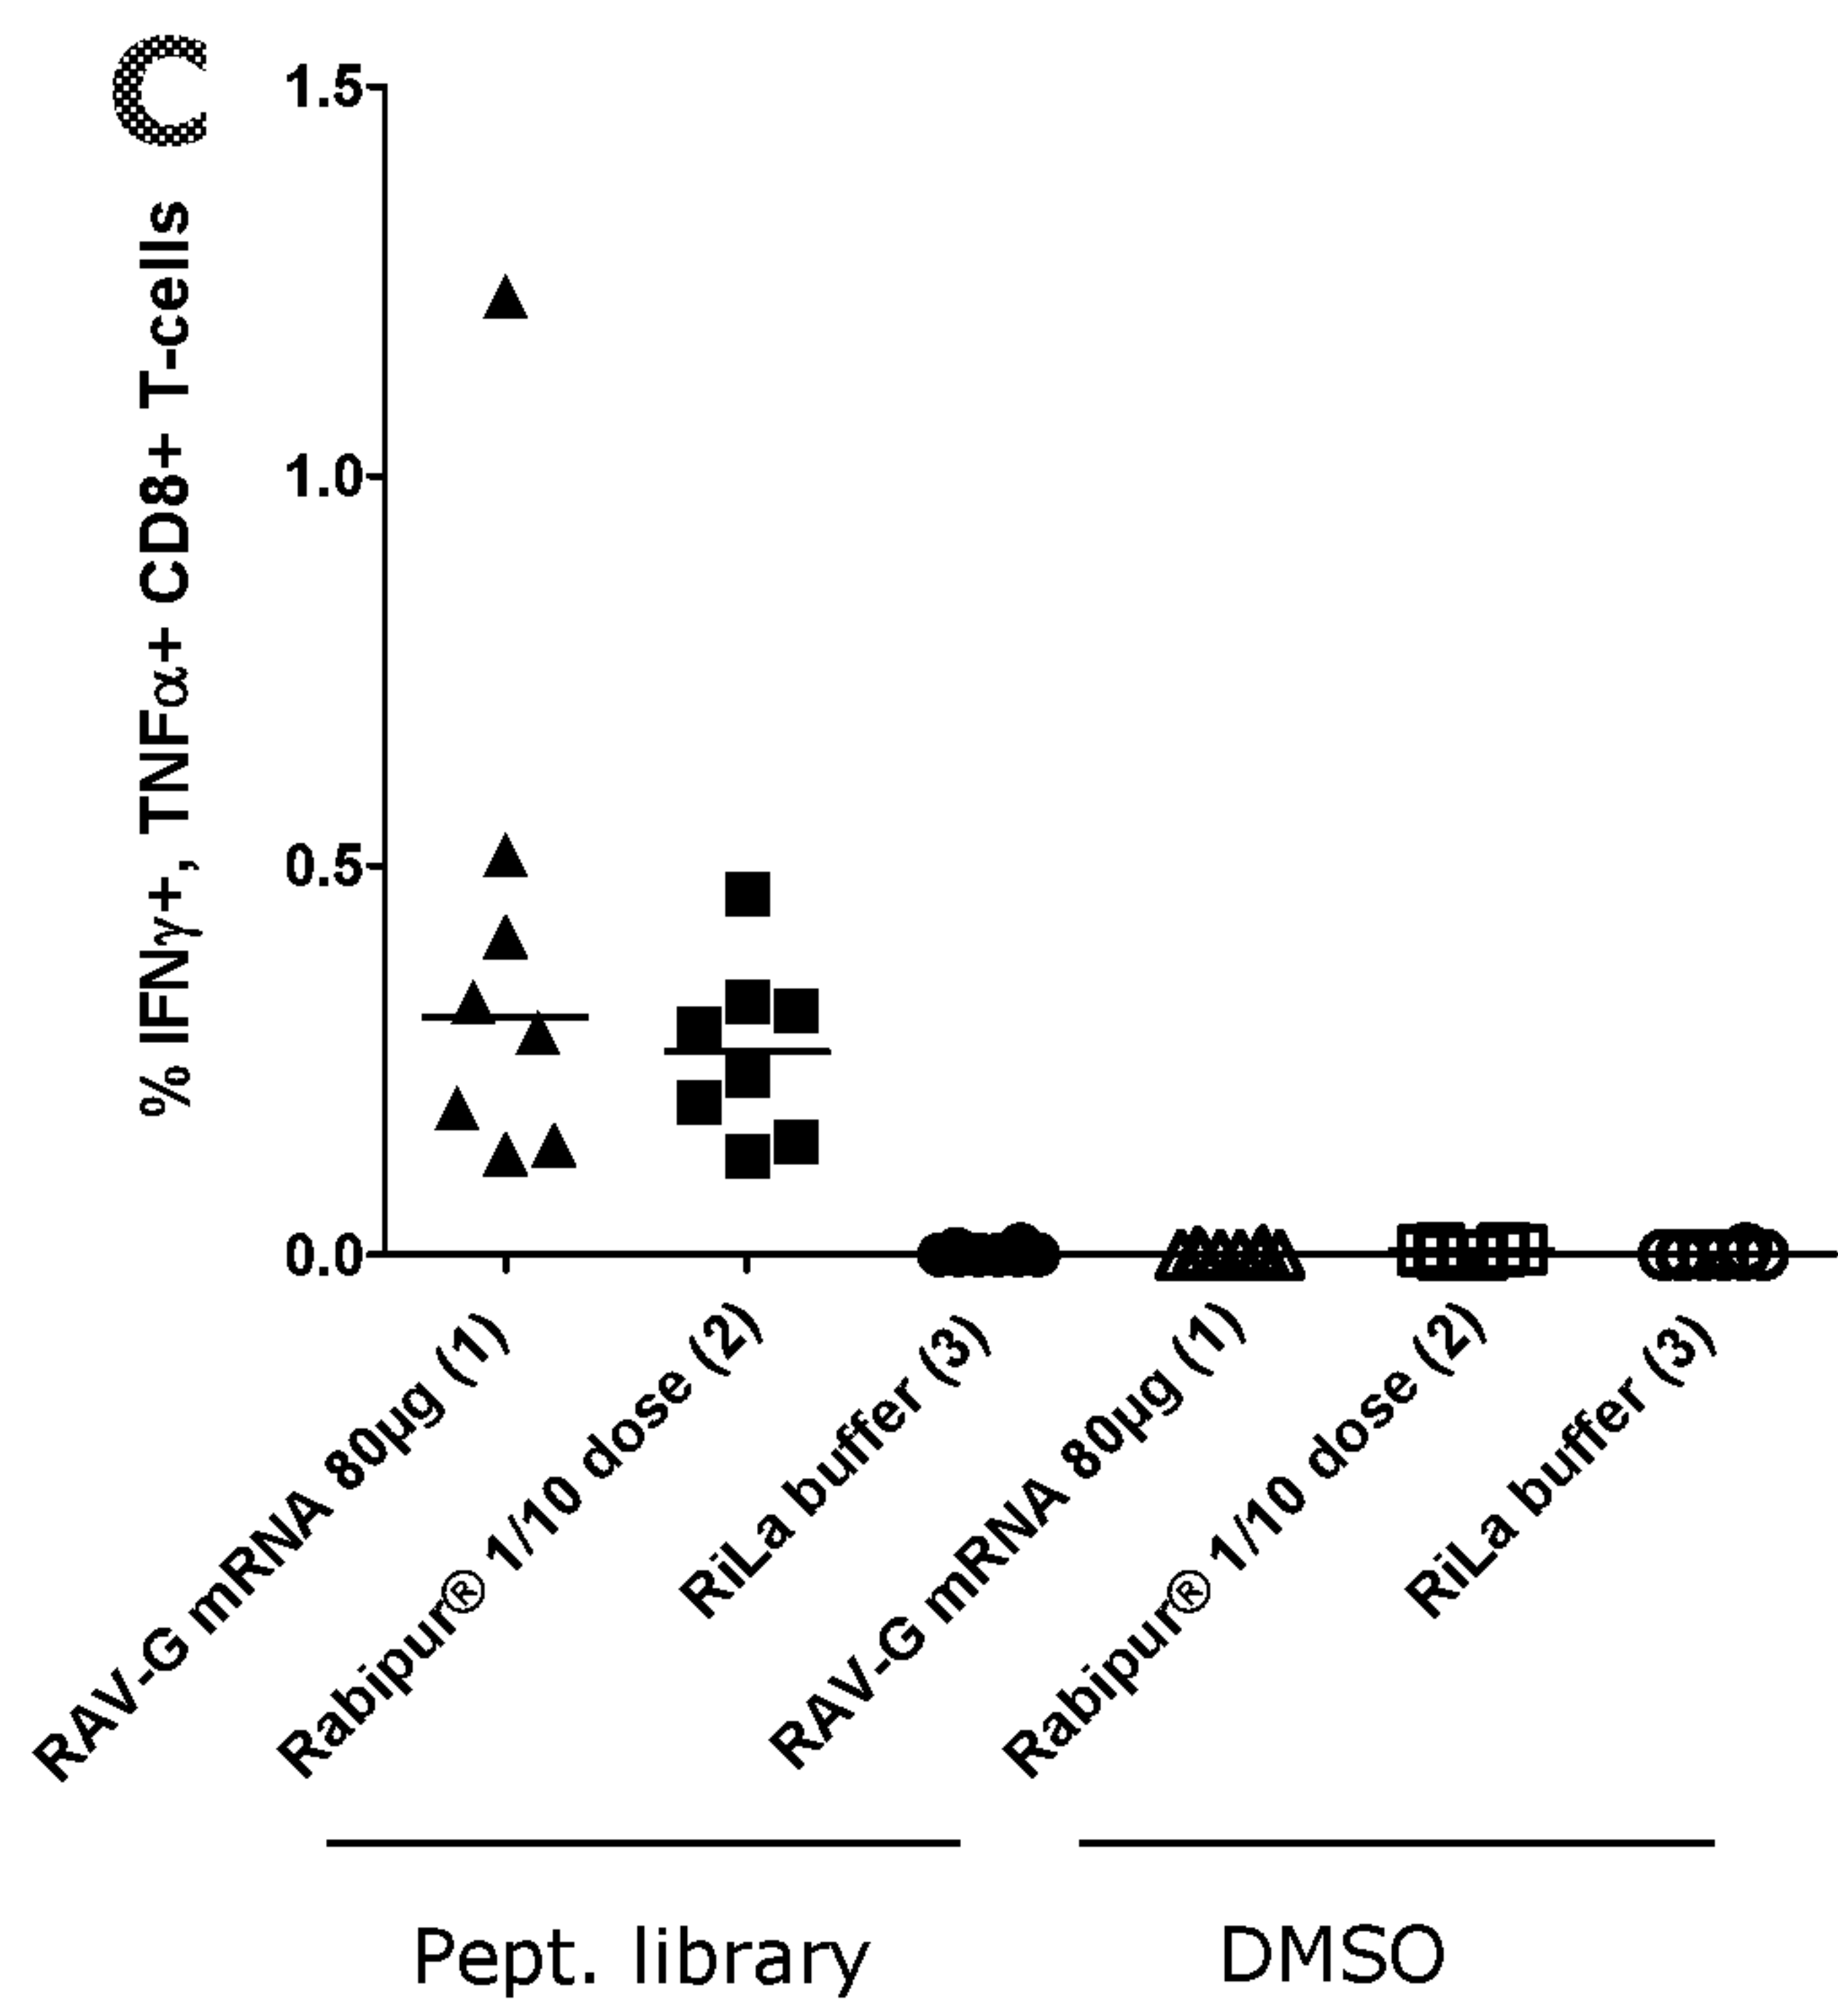 C
% IFNγ+, TNFα+ CD8+ T-cells
1.5
1.0
0.5
0.0
RAV-G mRNA 80µg (1)
Rabipur® 1/10 dose (2)
RiLa buffer (3)
RAV-G mRNA 80µg (1)
Rabipur® 1/10 dose (2)
RiLa buffer (3)
Pept. library
DMSO